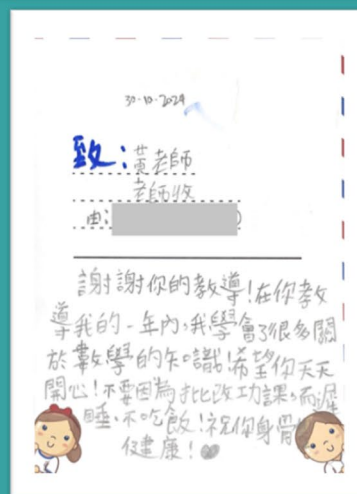 30-10-2024
致：黃老師
老師收
由：
謝謝你的教導！在你教
導我的一年內，我學會了很多關
於數學的知識！希望你天天
開心！不要因為批改功課，而遲
睡、不吃飯！祝你身體
健康！